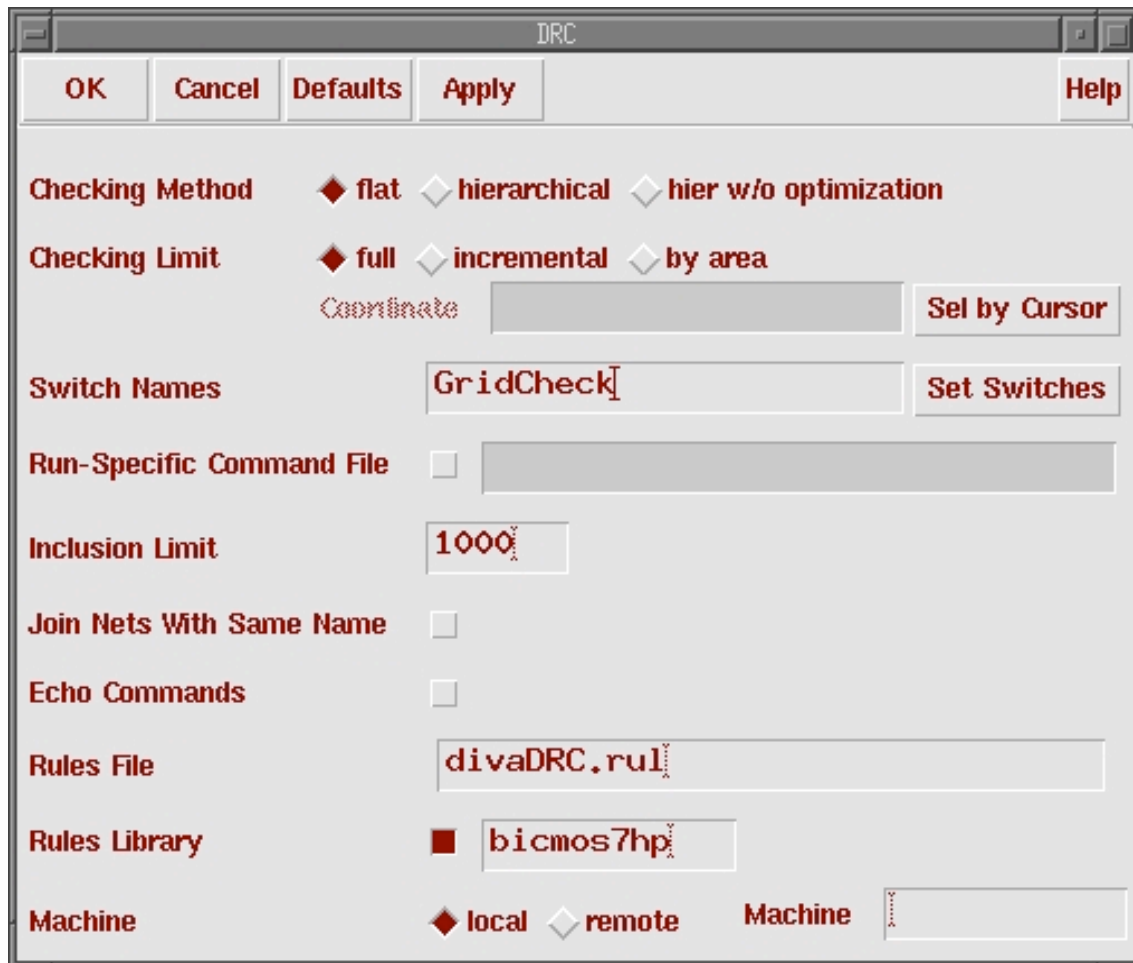 DRC
OK Cancel Defaults Apply Help
Checking Method flat hierarchical hier w/o optimization
Checking Limit full incremental by area
Coordinate Sel by Cursor
Switch Names GridCheck Set Switches
Run-Specific Command File
Inclusion Limit 1000
Join Nets With Same Name
Echo Commands
Rules File divaDRC.rul
Rules Library bicmos7hp
Machine local remote Machine